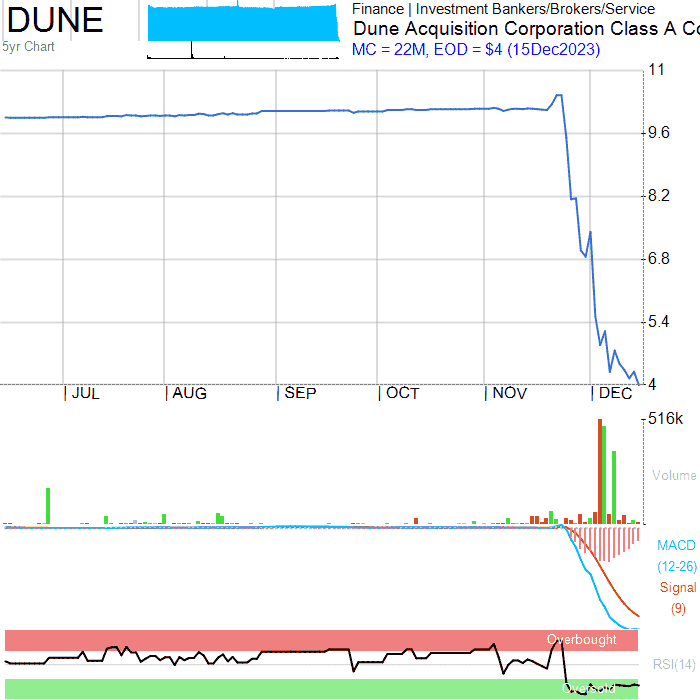 DUNE
5yr Chart
Finance | Investment Bankers/Brokers/Service
Dune Acquisition Corporation Class A Co
MC = 22M, EOD = $4 (15Dec2023)
11
9.6
8.2
6.8
5.4
4
| JUL | AUG | SEP | OCT | NOV | DEC
516k
Volume
MACD
(12-26)
Signal
(9)
Overbought
RSI(14)
Oversold